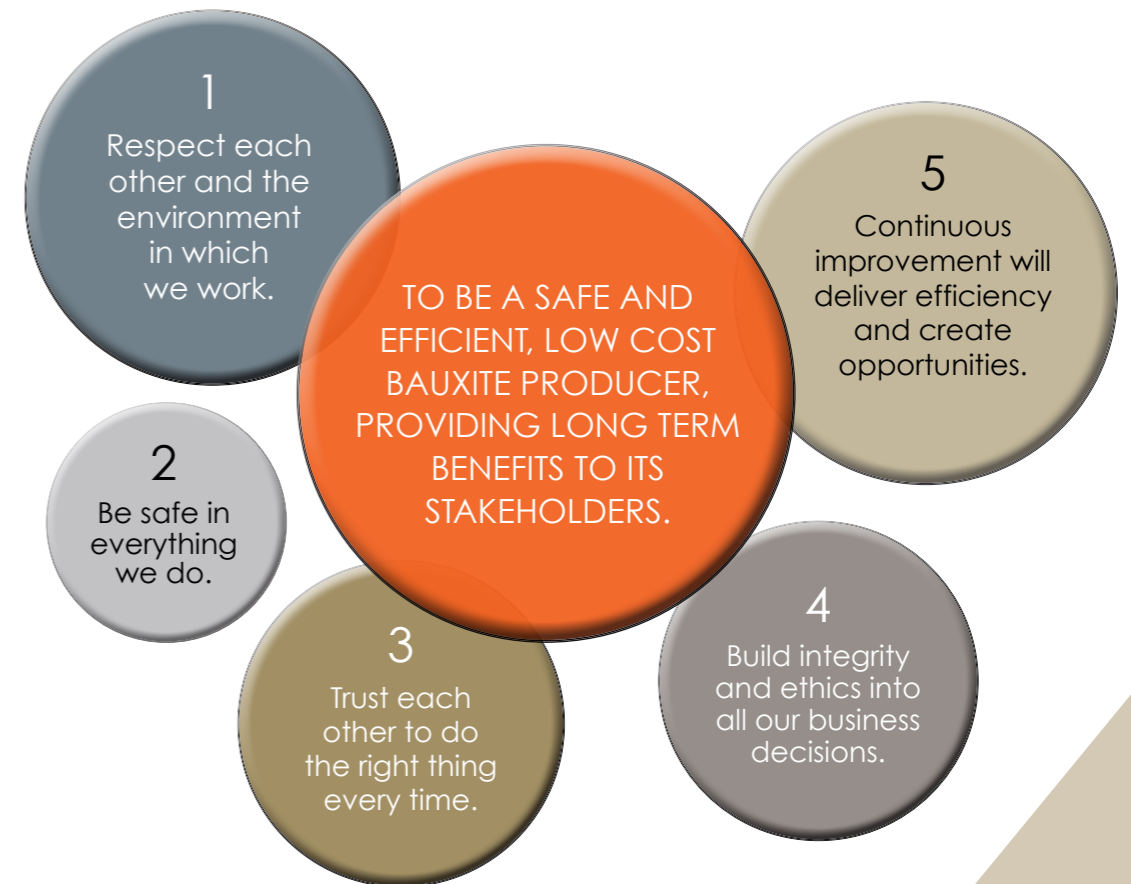 1
Respect each
other and the
environment
in which
we work.
TO BE A SAFE AND
EFFICIENT, LOW COST
BAUXITE PRODUCER,
PROVIDING LONG TERM
BENEFITS TO ITS
STAKEHOLDERS.
5
Continuous
improvement will
deliver efficiency
and create
opportunities.
2
Be safe in
everything
we do.
3
Trust each
other to do
the right thing
every time.
4
Build integrity
and ethics into
all our business
decisions.